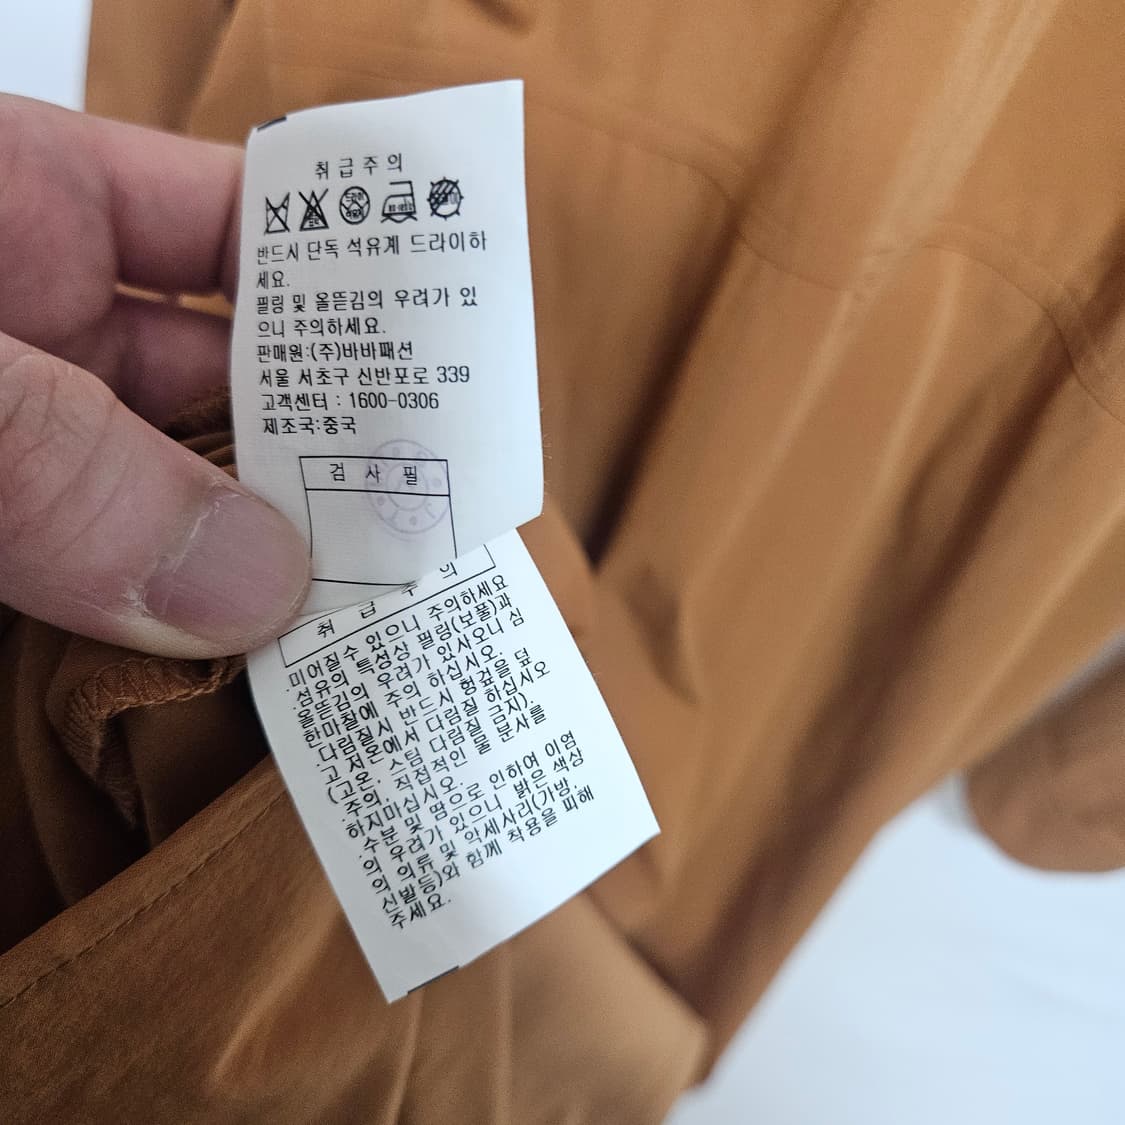 취급주의
반드시 단독 석유계 드라이하
세요.
필링 및 올뜯김의 우려가 있
으니 주의하세요.
판매원:(주)바바패션
서울 서초구 신반포로 339
고객센터 : 1600-0306
제조국:중국
검 사 필
취 급 주 의
.미어질수 있으니 주의하세요
.섬유의 특성상 필링(보풀)과
올뜯김의 우려가 있사오니 심
한마찰에 주의 하십시오.
.다림질시 반드시 헝겊을 덮
고 저온에서 다림질 하십시오
(고온, 스팀 다림질 금지).
.주의, 직접적인 물 분사를
하지마십시오.
.수분 및 땀으로 인하여 이염
의 우려가 있으니 밝은 색상
의 의류 및 악세사리(가방,
신발등)와 함께 착용을 피해
주세요.